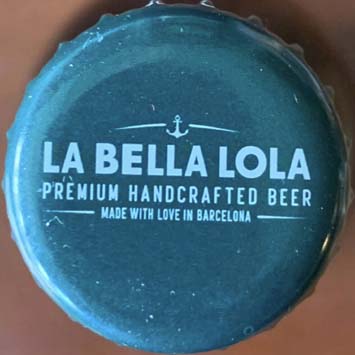 LA BELLA LOLA
PREMIUM HANDCRAFTED BEER
MADE WITH LOVE IN BARCELONA